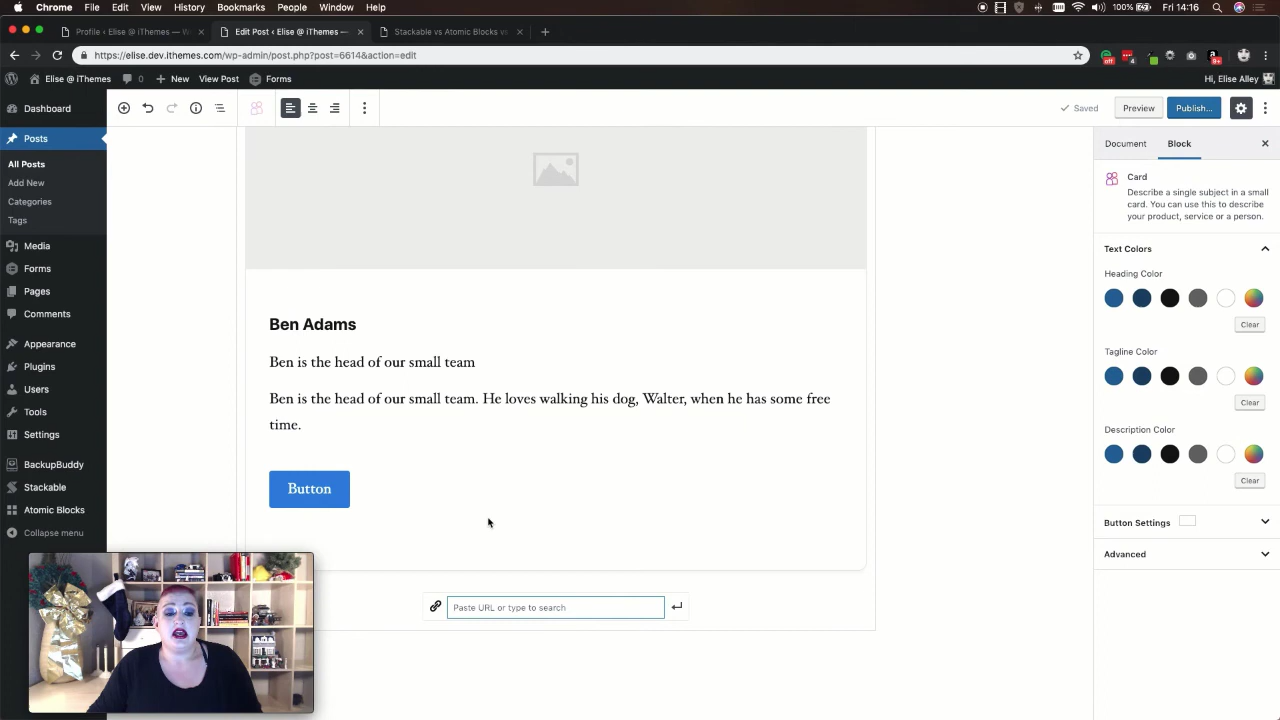 Chrome File Edit View History Bookmarks People Window Help 100% Fri 14:16
Profile ‹ Elise @ iThemes — W Edit Post ‹ Elise @ iThemes — Stackable vs Atomic Blocks vs
https://elise.dev.ithemes.com/wp-admin/post.php?post=6614&action=edit
off 4 9+
Elise @ iThemes 0 + New View Post Forms Hi, Elise Alley
Dashboard
Saved Preview Publish...
Posts
Document Block
All Posts
Add New
Categories
Tags
Card
Describe a single subject in a small
card. You can use this to describe
your product, service or a person.
Media
Forms
Pages
Comments
Appearance
Plugins
Users
Tools
Settings
BackupBuddy
Stackable
Atomic Blocks
Collapse menu
Ben Adams
Ben is the head of our small team
Ben is the head of our small team. He loves walking his dog, Walter, when he has some free
time.
Button
Paste URL or type to search
Text Colors
Heading Color
Clear
Tagline Color
Clear
Description Color
Clear
Button Settings
Advanced